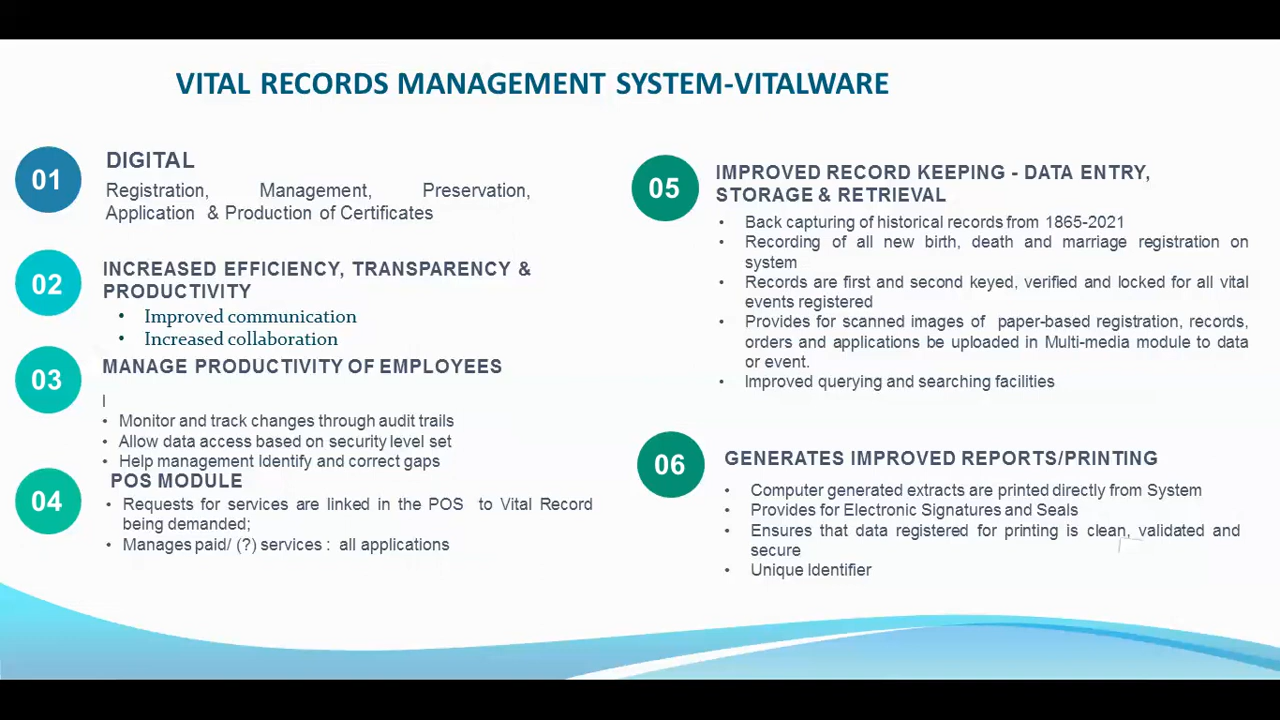 VITAL RECORDS MANAGEMENT SYSTEM-VITALWARE
01
DIGITAL
Registration, Management, Preservation,
Application & Production of Certificates
02
INCREASED EFFICIENCY, TRANSPARENCY &
PRODUCTIVITY
• Improved communication
• Increased collaboration
03
MANAGE PRODUCTIVITY OF EMPLOYEES
l
• Monitor and track changes through audit trails
• Allow data access based on security level set
• Help management Identify and correct gaps
04
POS MODULE
• Requests for services are linked in the POS to Vital Record
being demanded;
• Manages paid/ (?) services : all applications
05
IMPROVED RECORD KEEPING - DATA ENTRY,
STORAGE & RETRIEVAL
• Back capturing of historical records from 1865-2021
• Recording of all new birth, death and marriage registration on
system
• Records are first and second keyed, verified and locked for all vital
events registered
• Provides for scanned images of paper-based registration, records,
orders and applications be uploaded in Multi-media module to data
or event.
• Improved querying and searching facilities
06
GENERATES IMPROVED REPORTS/PRINTING
• Computer generated extracts are printed directly from System
• Provides for Electronic Signatures and Seals
• Ensures that data registered for printing is clean, validated and
secure
• Unique Identifier